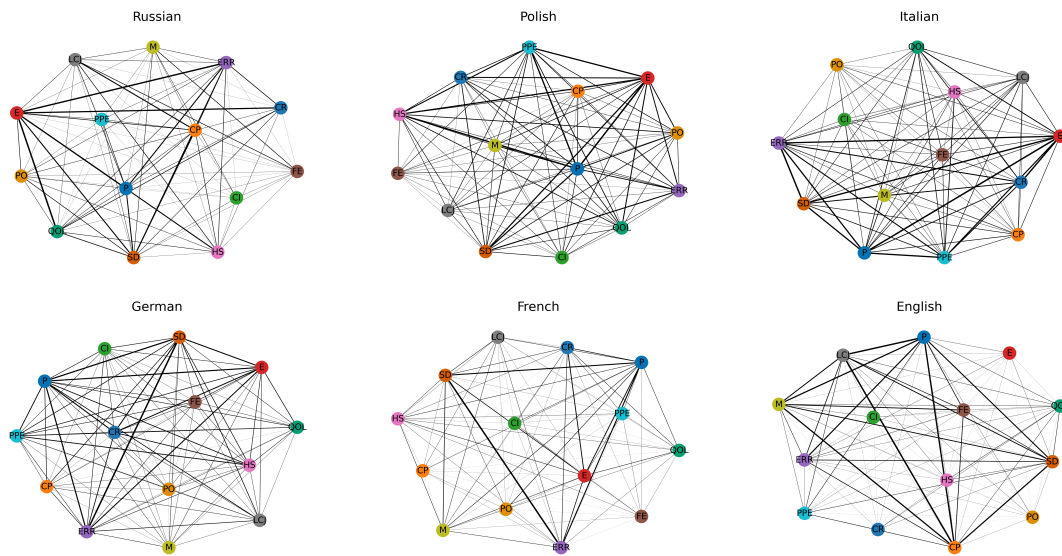 Russian
M
LCI
ERR
E
PPE
CR
CP
PO
P
FE
CI
QOL
SD
HS
Polish
PPE
CR
E
CP
HS
PO
M
P
FE
ERR
LCI
QOL
SD
CI
Italian
QOL
PO
LCI
HS
CI
E
ERR
FE
CR
M
SD
CP
P
PPE
German
SD
CI
E
P
FE
QOL
CR
PPE
HS
CP
PO
LCI
ERR
M
French
LCI
CR
P
SD
PPE
HS
CI
QOL
CP
E
PO
FE
M
ERR
English
P
LCI
E
M
CI
FE
QOL
ERR
SD
HS
PPE
PO
CR
CP